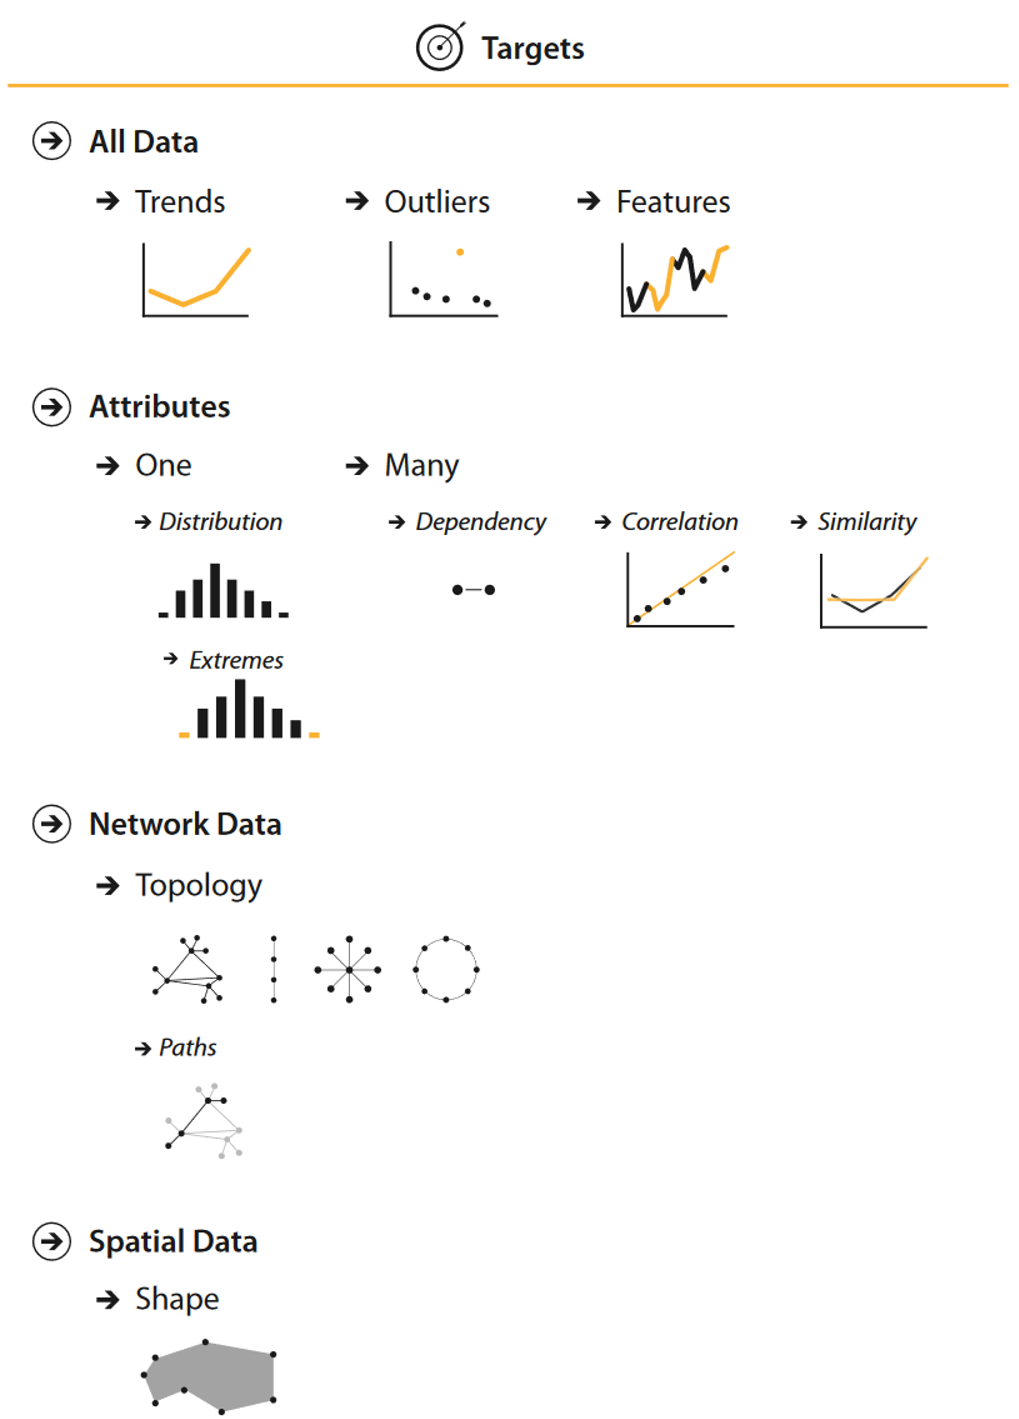 Targets
All Data
Trends
Outliers
Features
Attributes
One
Many
Distribution
Dependency
Correlation
Similarity
Extremes
Network Data
Topology
Paths
Spatial Data
Shape